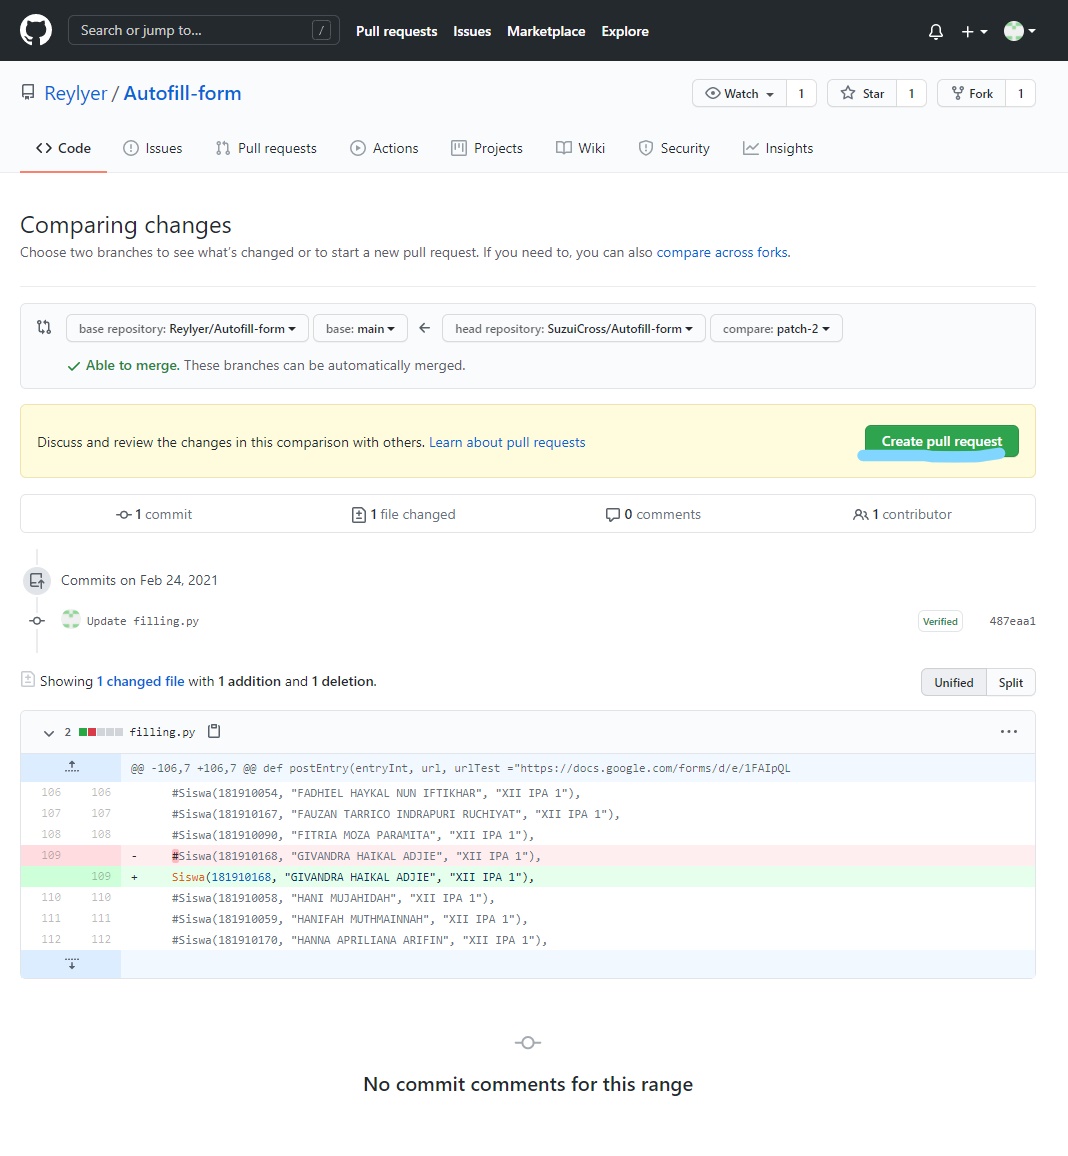 Search or jump to... /
Pull requests Issues Marketplace Explore
Reylyer / Autofill-form
Watch 1 Star 1 Fork 1
Code Issues Pull requests Actions Projects Wiki Security Insights
Comparing changes
Choose two branches to see what's changed or to start a new pull request. If you need to, you can also compare across forks.
base repository: Reylyer/Autofill-form base: main head repository: SuzuiCross/Autofill-form compare: patch-2
Able to merge. These branches can be automatically merged.
Discuss and review the changes in this comparison with others. Learn about pull requests Create pull request
1 commit 1 file changed 0 comments 1 contributor
Commits on Feb 24, 2021
Update filling.py Verified 487eaa1
Showing 1 changed file with 1 addition and 1 deletion. Unified Split
2 filling.py
@@ -106,7 +106,7 @@ def postEntry(entryInt, url, urlTest ="https://docs.google.com/forms/d/e/1FAIpQL
106 106 #Siswa(181910054, "FADHIEL HAYKAL NUN IFTIKHAR", "XII IPA 1"),
107 107 #Siswa(181910167, "FAUZAN TARRICO INDRAPURI RUCHIYAT", "XII IPA 1"),
108 108 #Siswa(181910090, "FITRIA MOZA PARAMITA", "XII IPA 1"),
109 - #Siswa(181910168, "GIVANDRA HAIKAL ADJIE", "XII IPA 1"),
109 + Siswa(181910168, "GIVANDRA HAIKAL ADJIE", "XII IPA 1"),
110 110 #Siswa(181910058, "HANI MUJAHIDAH", "XII IPA 1"),
111 111 #Siswa(181910059, "HANIFAH MUTHMAINNAH", "XII IPA 1"),
112 112 #Siswa(181910170, "HANNA APRILIANA ARIFIN", "XII IPA 1"),
No commit comments for this range